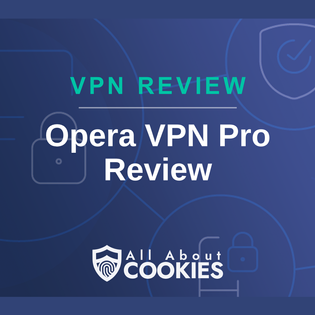 VPN REVIEW
Opera VPN Pro
Review
All About
COOKIES